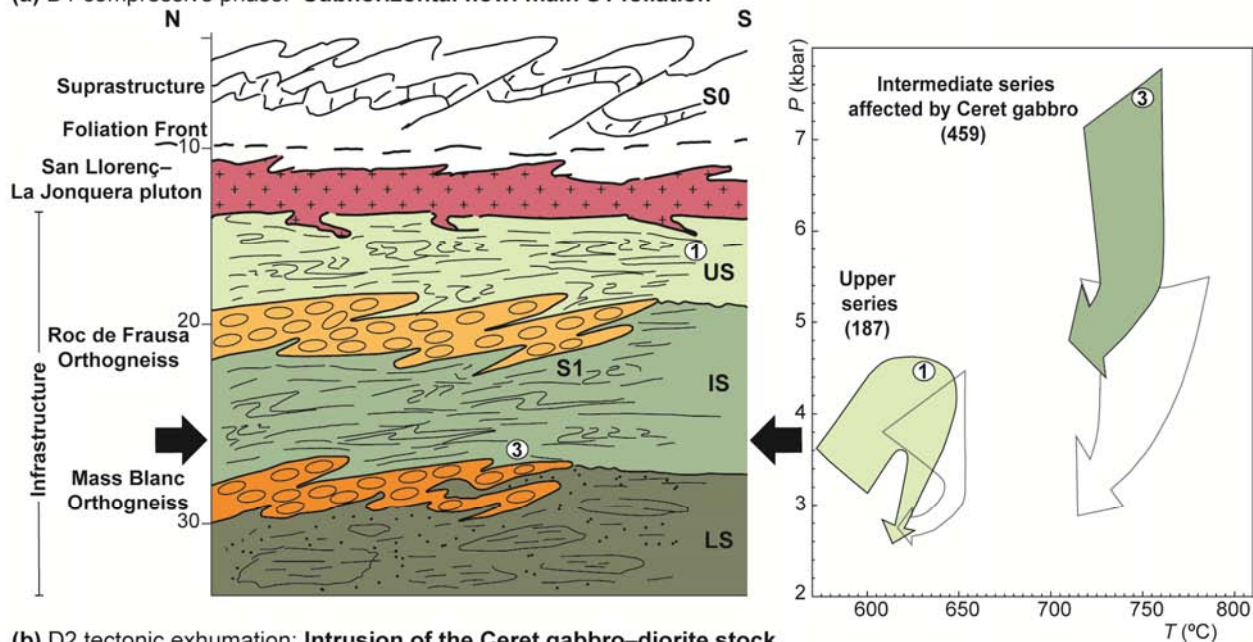 (a) D1 compressive phase: Subhorizontal flow: main S1 foliation
N
S
Suprastructure
S0
Foliation Front
10
San Llorenç–
La Jonquera pluton
1
US
20
Roc de Frausa
Orthogneiss
S1
IS
Infrastructure
3
Mass Blanc
Orthogneiss
30
LS
P (kbar)
Intermediate series
affected by Ceret gabbro
(459)
3
7
6
Upper
series
(187)
5
1
4
3
2
600
650
700
750
800
T (ºC)
(b) D2 tectonic exhumation: Intrusion of the Ceret gabbro–diorite stock